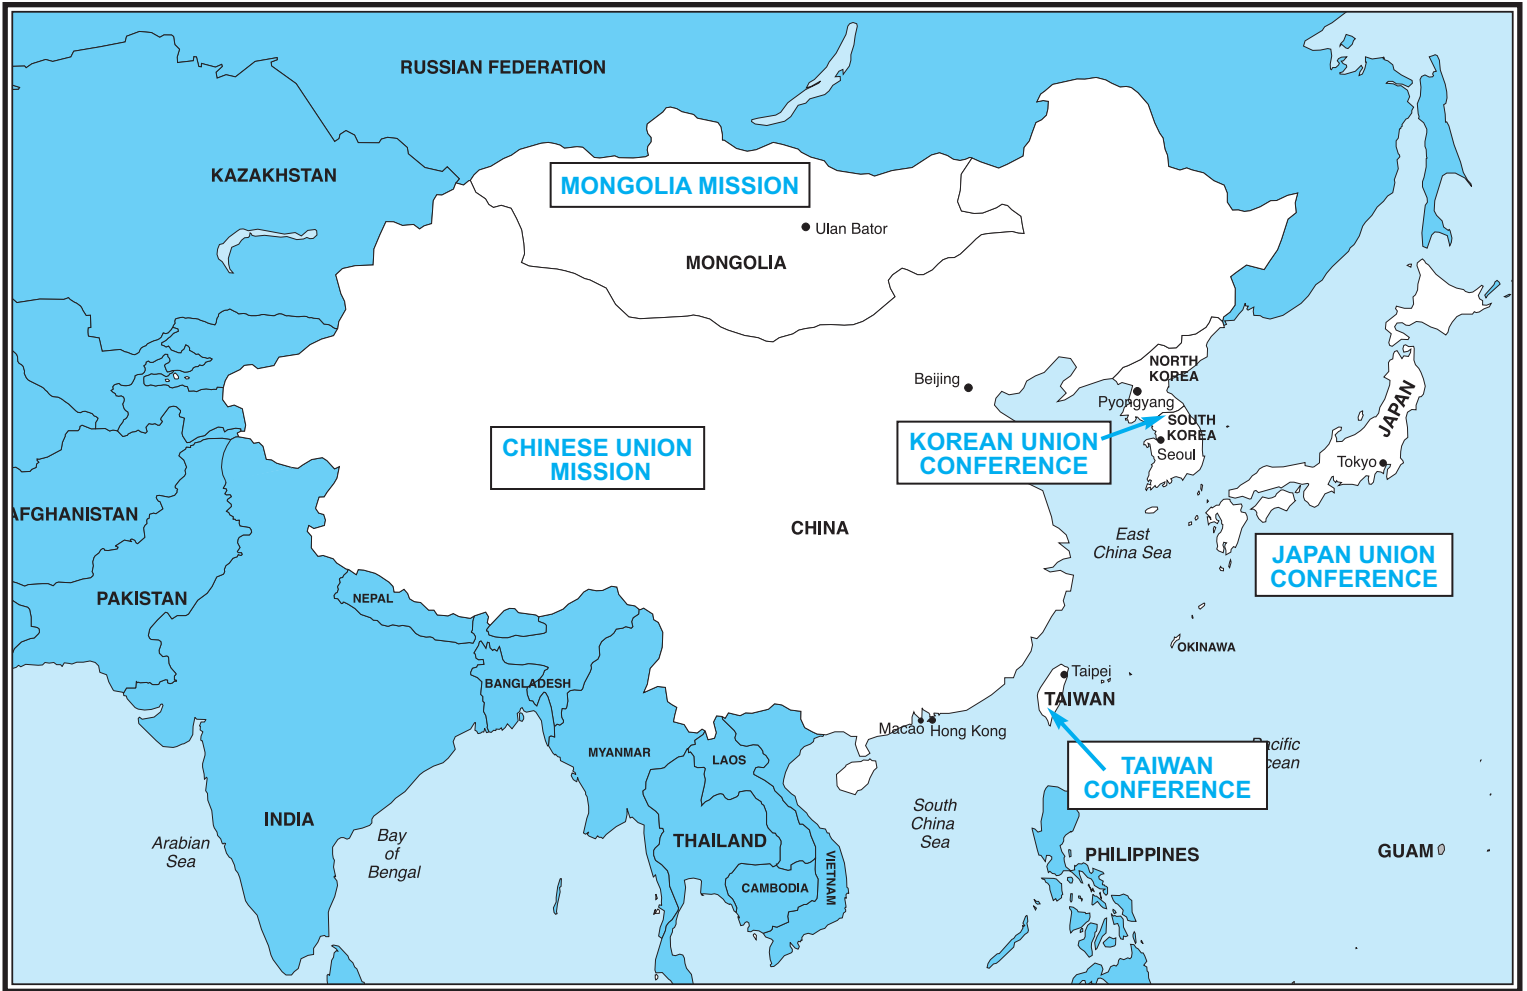 RUSSIAN FEDERATION
KAZAKHSTAN
MONGOLIA MISSION
Ulan Bator
MONGOLIA
NORTH
KOREA
Beijing
Pyongyang
JAPAN
SOUTH
KOREA
Seoul
Tokyo
KOREAN UNION
CONFERENCE
CHINESE UNION
MISSION
AFGHANISTAN
CHINA
East
China Sea
JAPAN UNION
CONFERENCE
PAKISTAN
NEPAL
OKINAWA
BANGLADESH
Taipei
TAIWAN
Macao
Hong Kong
MYANMAR
LAOS
Pacific
Ocean
TAIWAN
CONFERENCE
INDIA
Arabian
Sea
Bay
of
Bengal
THAILAND
South
China
Sea
VIETNAM
CAMBODIA
PHILIPPINES
GUAM